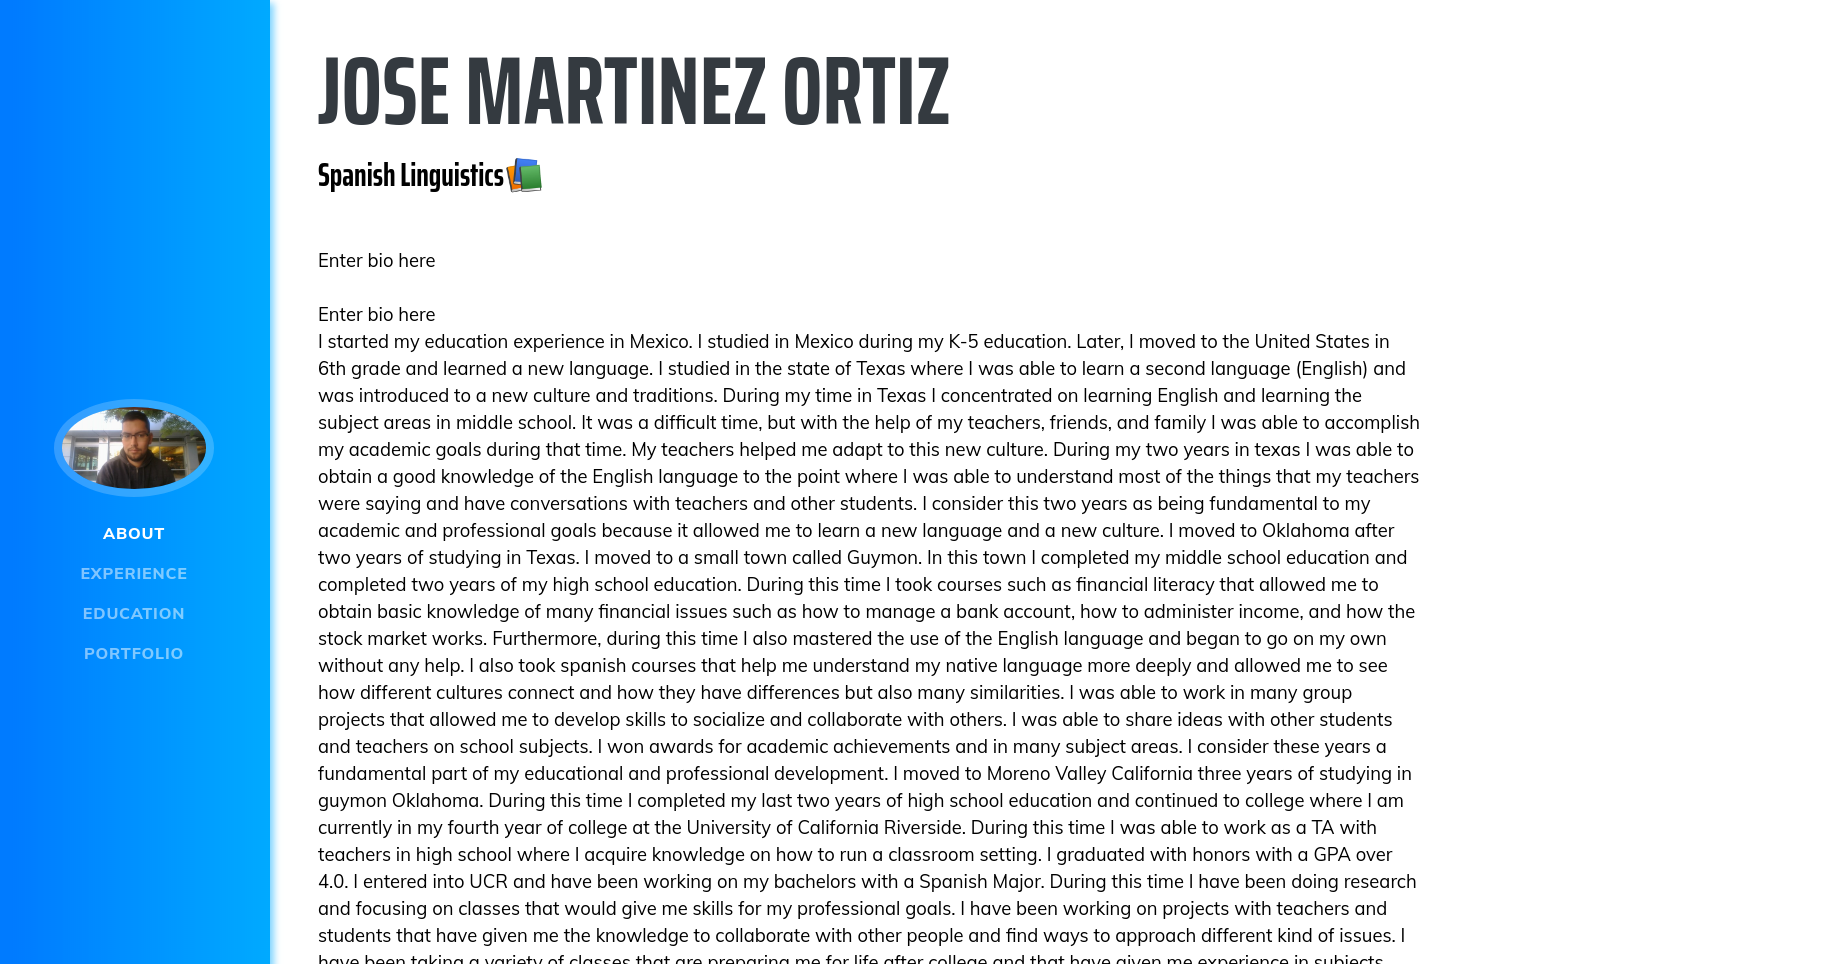 JOSE MARTINEZ ORTIZ
Spanish Linguistics
Enter bio here
Enter bio here
I started my education experience in Mexico. I studied in Mexico during my K-5 education. Later, I moved to the United States in
6th grade and learned a new language. I studied in the state of Texas where I was able to learn a second language (English) and
was introduced to a new culture and traditions. During my time in Texas I concentrated on learning English and learning the
subject areas in middle school. It was a difficult time, but with the help of my teachers, friends, and family I was able to accomplish
my academic goals during that time. My teachers helped me adapt to this new culture. During my two years in texas I was able to
obtain a good knowledge of the English language to the point where I was able to understand most of the things that my teachers
were saying and have conversations with teachers and other students. I consider this two years as being fundamental to my
academic and professional goals because it allowed me to learn a new language and a new culture. I moved to Oklahoma after
two years of studying in Texas. I moved to a small town called Guymon. In this town I completed my middle school education and
completed two years of my high school education. During this time I took courses such as financial literacy that allowed me to
obtain basic knowledge of many financial issues such as how to manage a bank account, how to administer income, and how the
stock market works. Furthermore, during this time I also mastered the use of the English language and began to go on my own
without any help. I also took spanish courses that help me understand my native language more deeply and allowed me to see
how different cultures connect and how they have differences but also many similarities. I was able to work in many group
projects that allowed me to develop skills to socialize and collaborate with others. I was able to share ideas with other students
and teachers on school subjects. I won awards for academic achievements and in many subject areas. I consider these years a
fundamental part of my educational and professional development. I moved to Moreno Valley California three years of studying in
guymon Oklahoma. During this time I completed my last two years of high school education and continued to college where I am
currently in my fourth year of college at the University of California Riverside. During this time I was able to work as a TA with
teachers in high school where I acquire knowledge on how to run a classroom setting. I graduated with honors with a GPA over
4.0. I entered into UCR and have been working on my bachelors with a Spanish Major. During this time I have been doing research
and focusing on classes that would give me skills for my professional goals. I have been working on projects with teachers and
students that have given me the knowledge to collaborate with other people and find ways to approach different kind of issues. I
have been taking a variety of classes that are preparing me for life after college and that have given me experience in subjects
ABOUT
EXPERIENCE
EDUCATION
PORTFOLIO